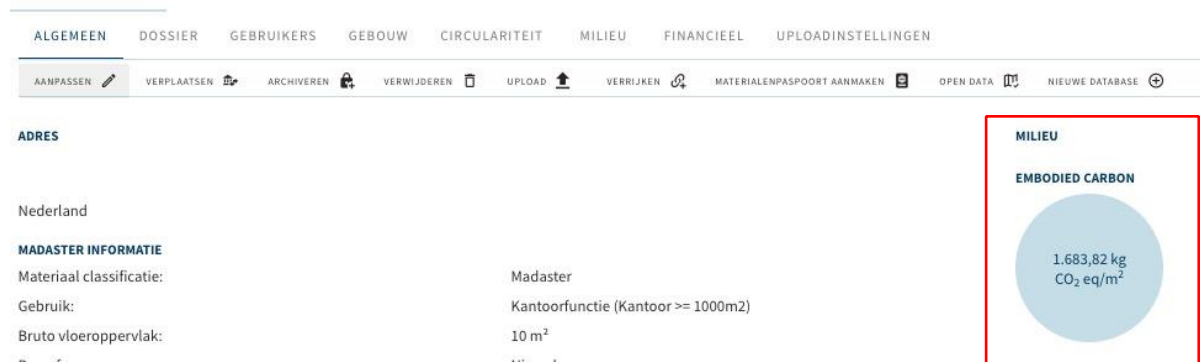 ALGEMEEN DOSSIER GEBRUIKERS GEBOUW CIRCULARITEIT MILIEU FINANCIEEL UPLOADINSTELLINGEN
AANPASSEN VERPLAATSEN ARCHIVEREN VERWIJDEREN UPLOAD VERRIJKEN MATERIALENPASPOORT AANMAKEN OPEN DATA NIEUWE DATABASE
ADRES
Nederland
MADASTER INFORMATIE
Materiaal classificatie: Madaster
Gebruik: Kantoorfunctie (Kantoor >= 1000m2)
Bruto vloeroppervlak: 10 m²
MILIEU
EMBODIED CARBON
1.683,82 kg
CO₂ eq/m²